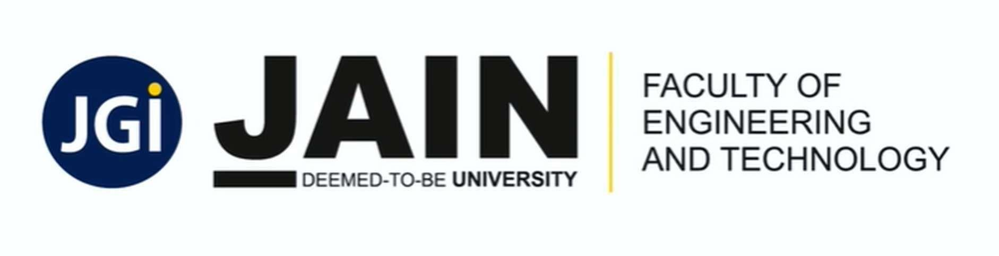 JGi
JAIN
DEEMED-TO-BE UNIVERSITY
FACULTY OF
ENGINEERING
AND TECHNOLOGY